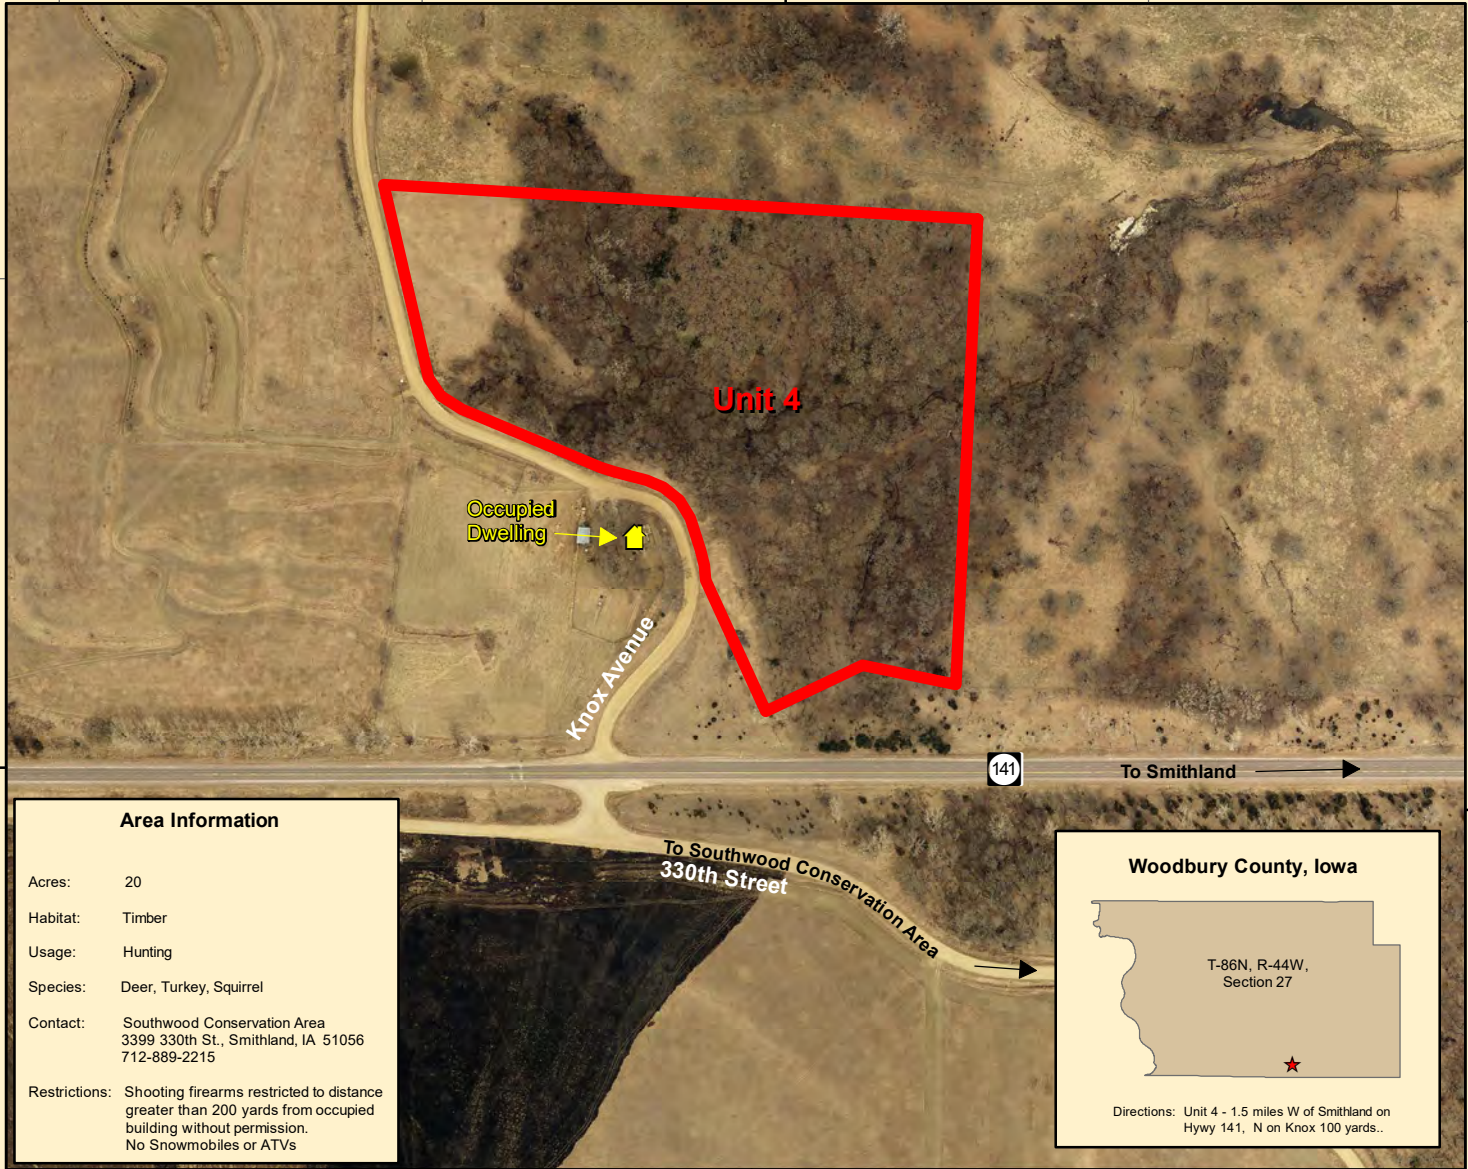 Unit 4
Occupied
Dwelling
Knox Avenue
141
To Smithland
To Southwood Conservation Area
330th Street
Area Information
Acres: 20
Habitat: Timber
Usage: Hunting
Species: Deer, Turkey, Squirrel
Contact: Southwood Conservation Area
3399 330th St., Smithland, IA 51056
712-889-2215
Restrictions: Shooting firearms restricted to distance
greater than 200 yards from occupied
building without permission.
No Snowmobiles or ATVs
Woodbury County, Iowa
T-86N, R-44W,
Section 27
Directions: Unit 4 - 1.5 miles W of Smithland on
Hywy 141, N on Knox 100 yards..